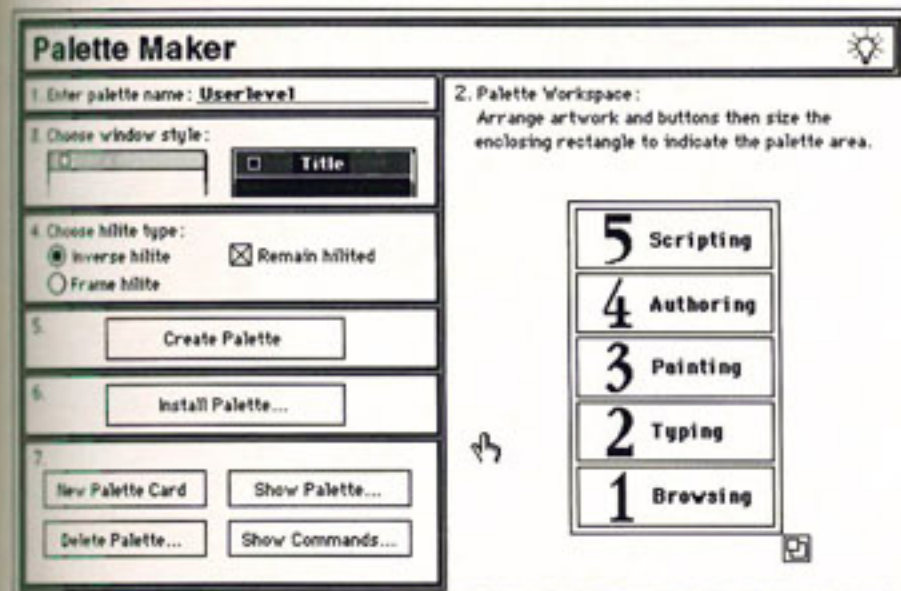 Palette Maker
1. Enter palette name: Userlevel
3. Choose window style:
Title
4. Choose hilite type:
Inverse hilite
Remain hilited
Frame hilite
5.
Create Palette
6.
Install Palette...
7.
New Palette Card
Show Palette...
Delete Palette...
Show Commands...
2. Palette Workspace:
Arrange artwork and buttons then size the
enclosing rectangle to indicate the palette area.
5 Scripting
4 Authoring
3 Painting
2 Typing
1 Browsing